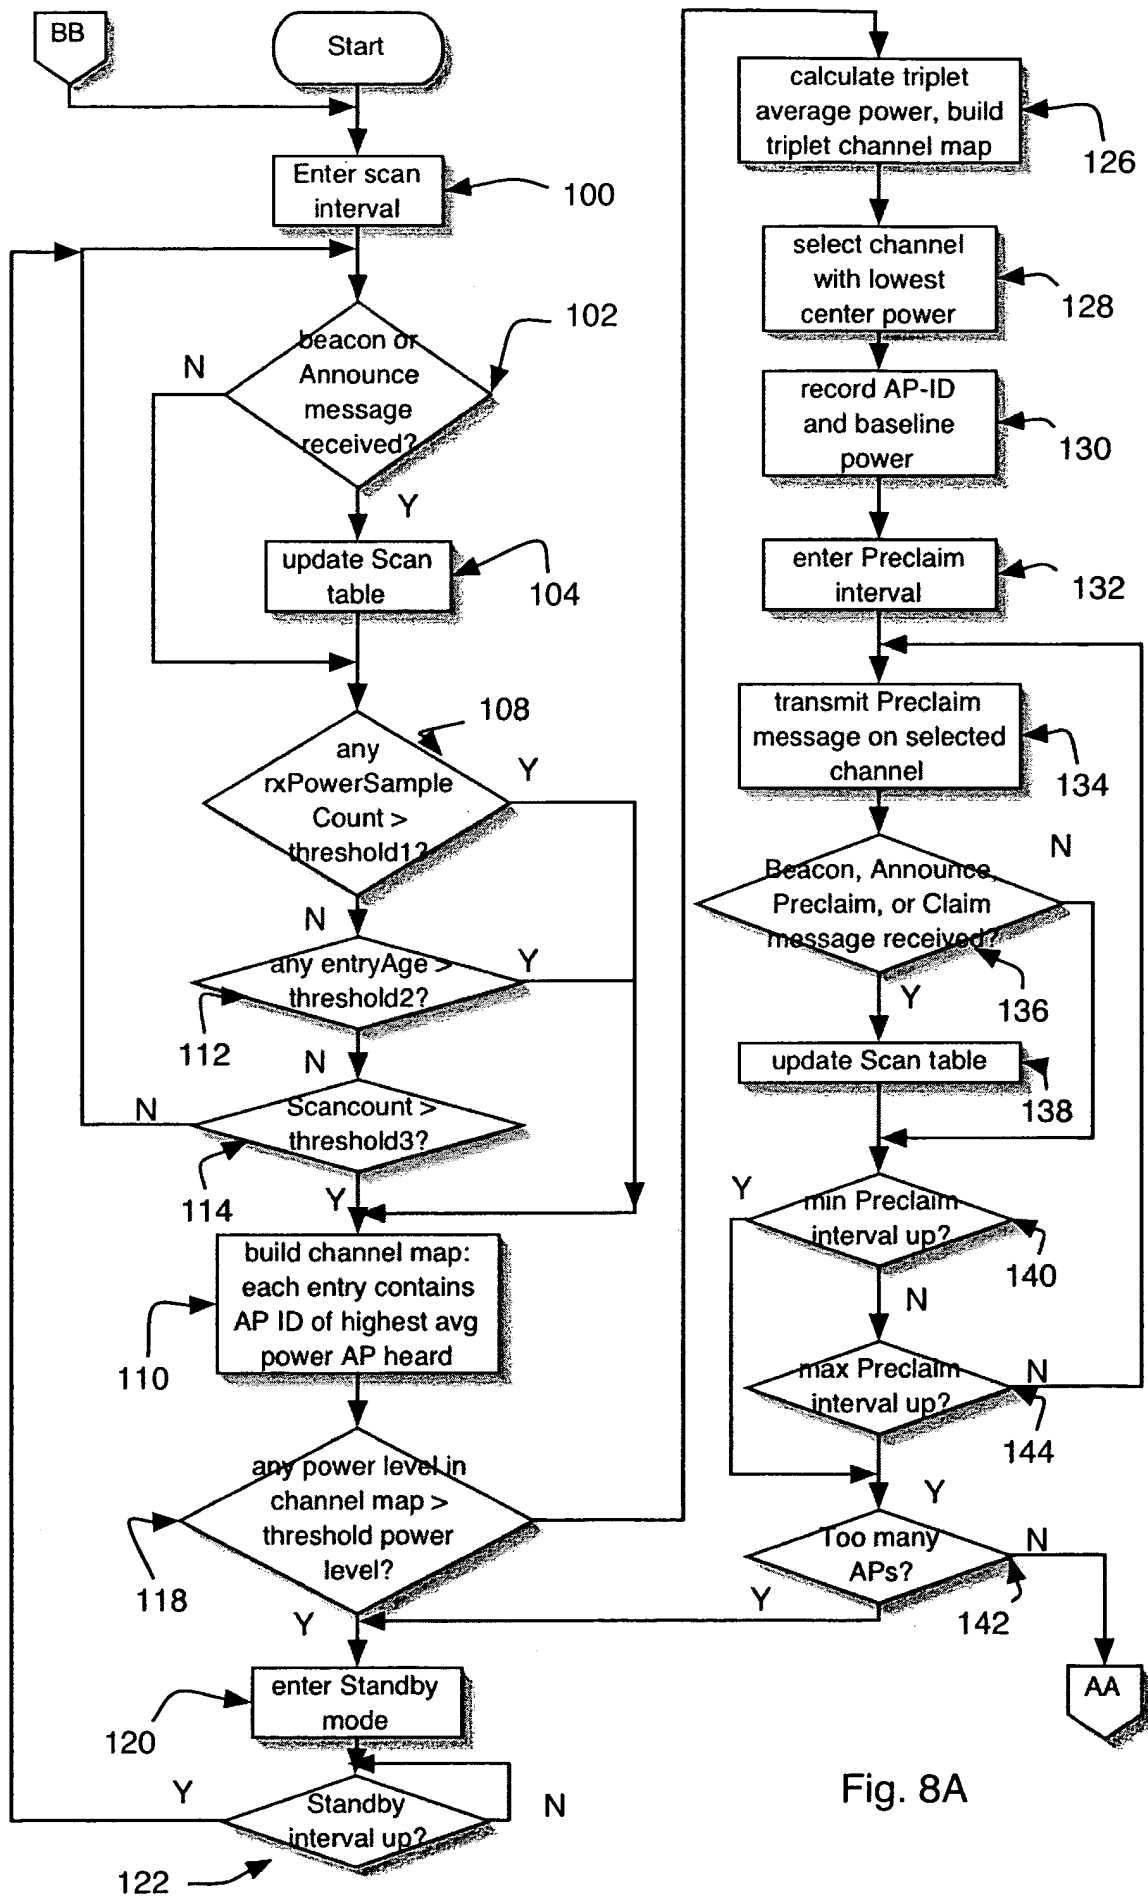 BB
Start
Enter scan
interval
100
beacon or
Announce
message
received?
102
N
Y
update Scan
table
104
any
rxPowerSample
Count >
threshold1?
108
Y
N
any entryAge >
threshold2?
Y
112
N
Scancount >
threshold3?
N
114
Y
build channel map:
each entry contains
AP ID of highest avg
power AP heard
110
any power level in
channel map >
threshold power
level?
118
Y
enter Standby
mode
120
Standby
interval up?
Y
N
122
calculate triplet
average power, build
triplet channel map
126
select channel
with lowest
center power
128
record AP-ID
and baseline
power
130
enter Preclaim
interval
132
transmit Preclaim
message on selected
channel
134
Beacon, Announce,
Preclaim, or Claim
message received?
N
136
Y
update Scan table
138
min Preclaim
interval up?
Y
140
N
max Preclaim
interval up?
N
144
Y
Too many
APs?
N
Y
142
AA
Fig. 8A